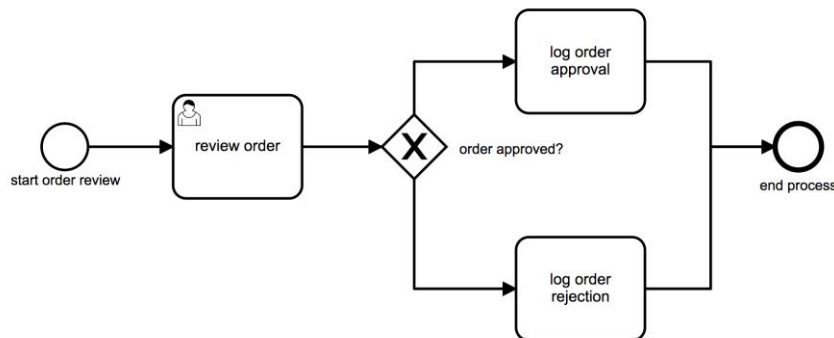 log order
approval
review order
order approved?
start order review
end process
log order
rejection